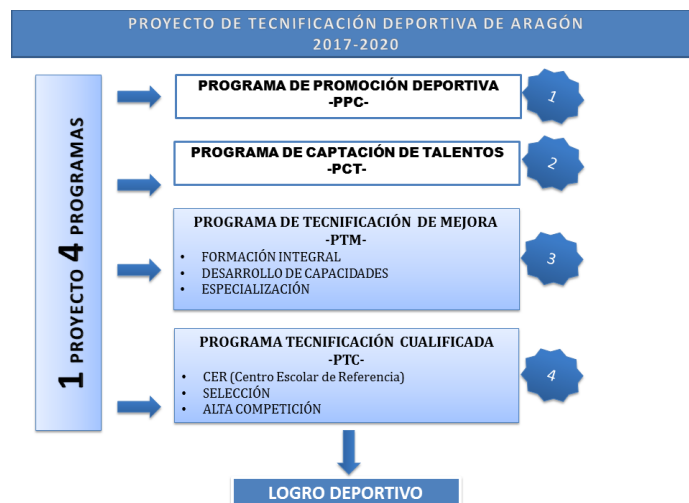 PROYECTO DE TECNIFICACIÓN DEPORTIVA DE ARAGÓN
2017-2020
1 PROYECTO 4 PROGRAMAS
PROGRAMA DE PROMOCIÓN DEPORTIVA
-PPC-
1
PROGRAMA DE CAPTACIÓN DE TALENTOS
-PCT-
2
PROGRAMA DE TECNIFICACIÓN DE MEJORA
-PTM-
• FORMACIÓN INTEGRAL
• DESARROLLO DE CAPACIDADES
• ESPECIALIZACIÓN
3
PROGRAMA TECNIFICACIÓN CUALIFICADA
-PTC-
• CER (Centro Escolar de Referencia)
• SELECCIÓN
• ALTA COMPETICIÓN
4
LOGRO DEPORTIVO